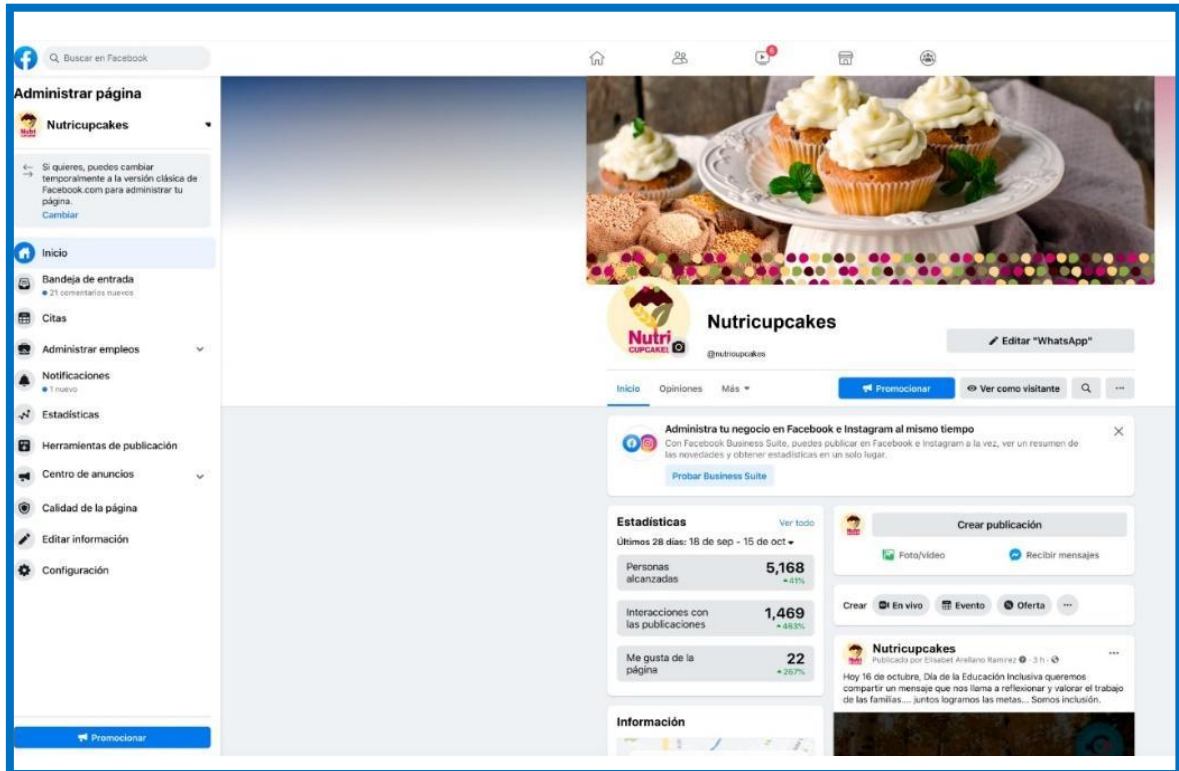 Buscar en Facebook
6
Administrar página
Nutricupcakes
Si quieres, puedes cambiar
temporalmente a la versión clásica de
Facebook.com para administrar tu
página.
Cambiar
Inicio
Bandeja de entrada
21 comentarios nuevos
Citas
Administrar empleos
Notificaciones
1 nuevo
Estadísticas
Herramientas de publicación
Centro de anuncios
Calidad de la página
Editar información
Configuración
Promocionar
Nutri
CUPCAKES
Nutricupcakes
@nutricupcakes
Editar "WhatsApp"
Inicio
Opiniones
Más
Promocionar
Ver como visitante
Administra tu negocio en Facebook e Instagram al mismo tiempo
Con Facebook Business Suite, puedes publicar en Facebook e Instagram a la vez, ver un resumen de
las novedades y obtener estadísticas en un solo lugar.
Probar Business Suite
Estadísticas
Ver todo
Últimos 28 días: 18 de sep - 15 de oct
Personas
alcanzadas
5,168
41%
Interacciones con
las publicaciones
1,469
483%
Me gusta de la
página
22
267%
Información
Crear publicación
Foto/video
Recibir mensajes
Crear
En vivo
Evento
Oferta
Nutricupcakes
Publicado por Elisabet Arellano Ramirez · 3 h ·
Hoy 16 de octubre, Día de la Educación Inclusiva queremos
compartir un mensaje que nos llama a reflexionar y valorar el trabajo
de las familias.... juntos logramos las metas... Somos inclusión.